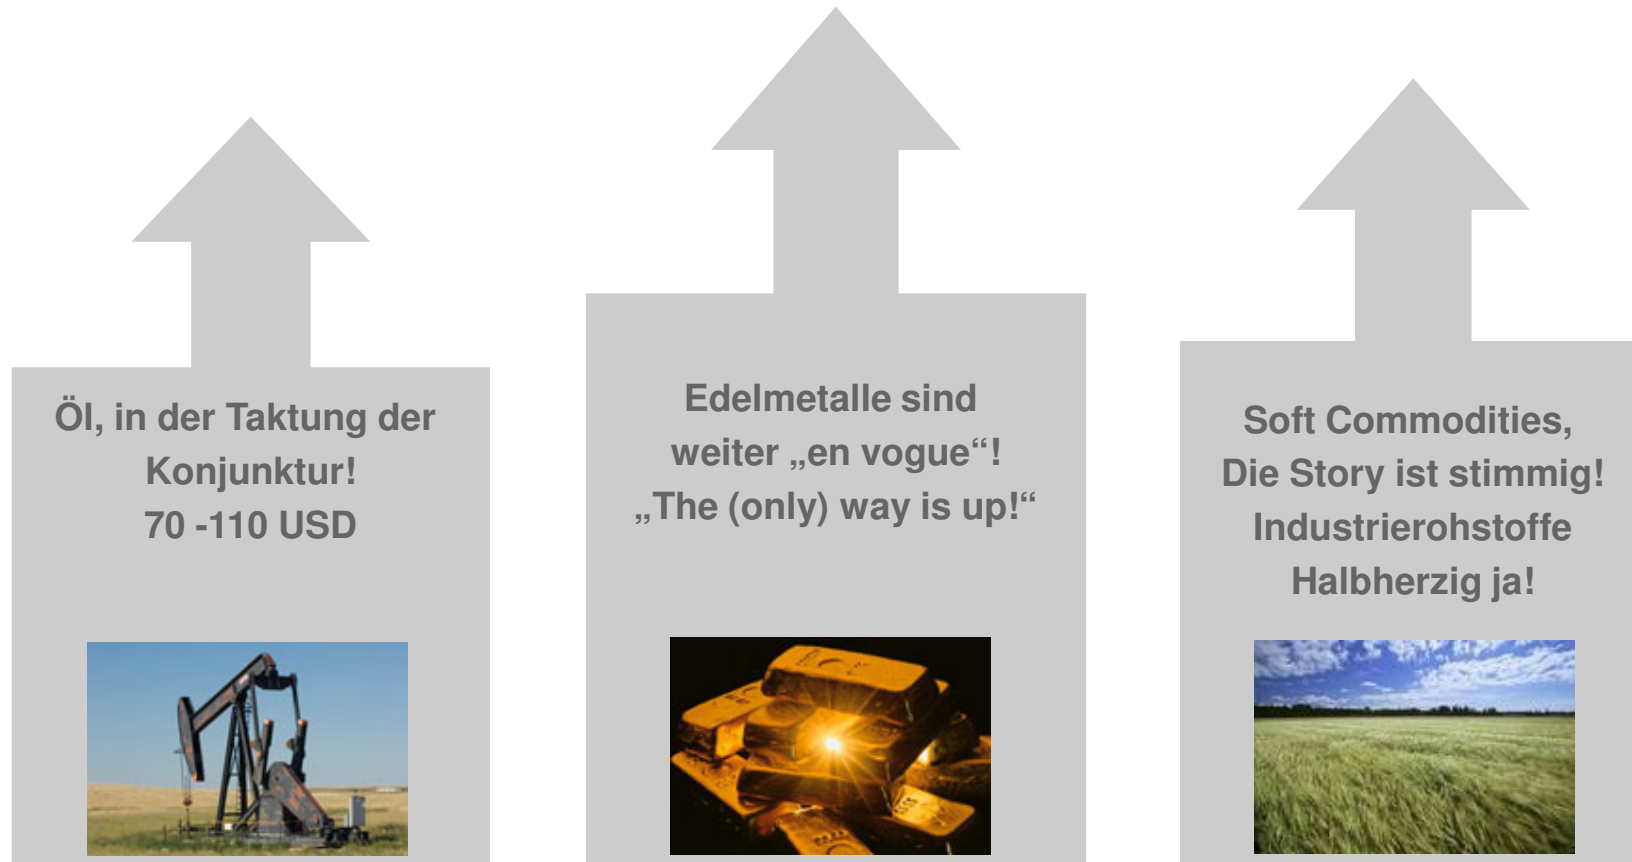 Öl, in der Taktung der
Konjunktur!
70 -110 USD
Edelmetalle sind
weiter „en vogue“!
„The (only) way is up!“
Soft Commodities,
Die Story ist stimmig!
Industrierohstoffe
Halbherzig ja!